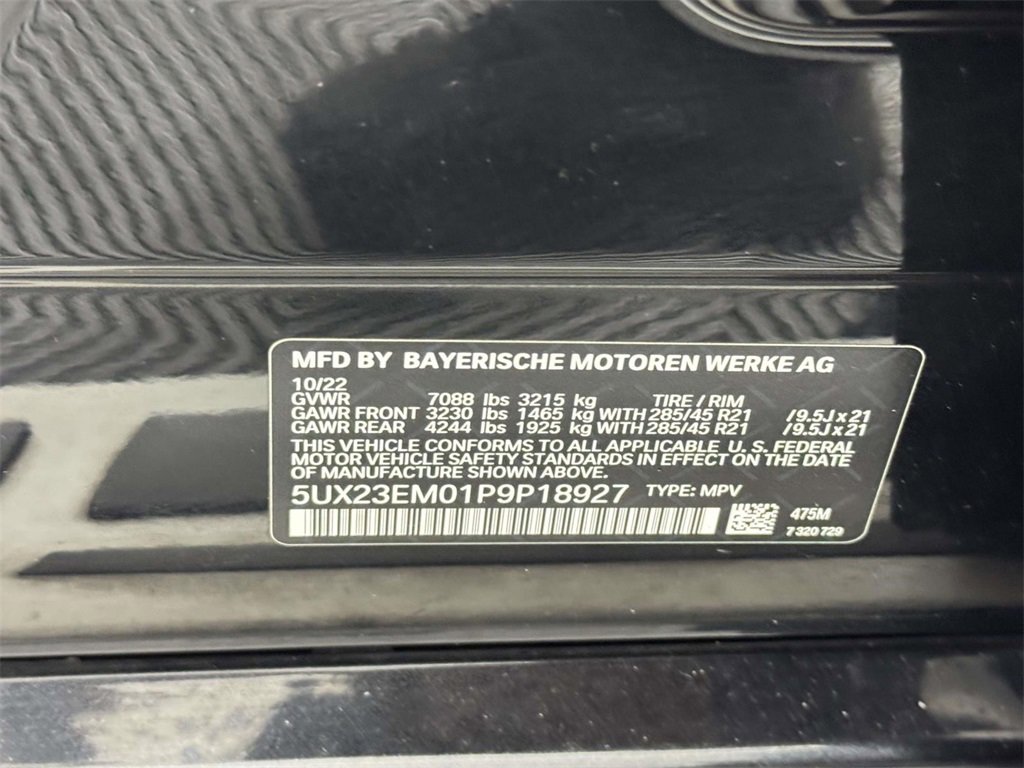 MFD BY BAYERISCHE MOTOREN WERKE AG
10/22
GVWR 7088 lbs 3215 kg TIRE / RIM
GAWR FRONT 3230 lbs 1465 kg WITH 285/45 R21 /9.5J x 21
GAWR REAR 4244 lbs 1925 kg WITH 285/45 R21 /9.5J x 21
THIS VEHICLE CONFORMS TO ALL APPLICABLE U. S. FEDERAL
MOTOR VEHICLE SAFETY STANDARDS IN EFFECT ON THE DATE
OF MANUFACTURE SHOWN ABOVE.
5UX23EM01P9P18927 TYPE: MPV
475M
7 320 729